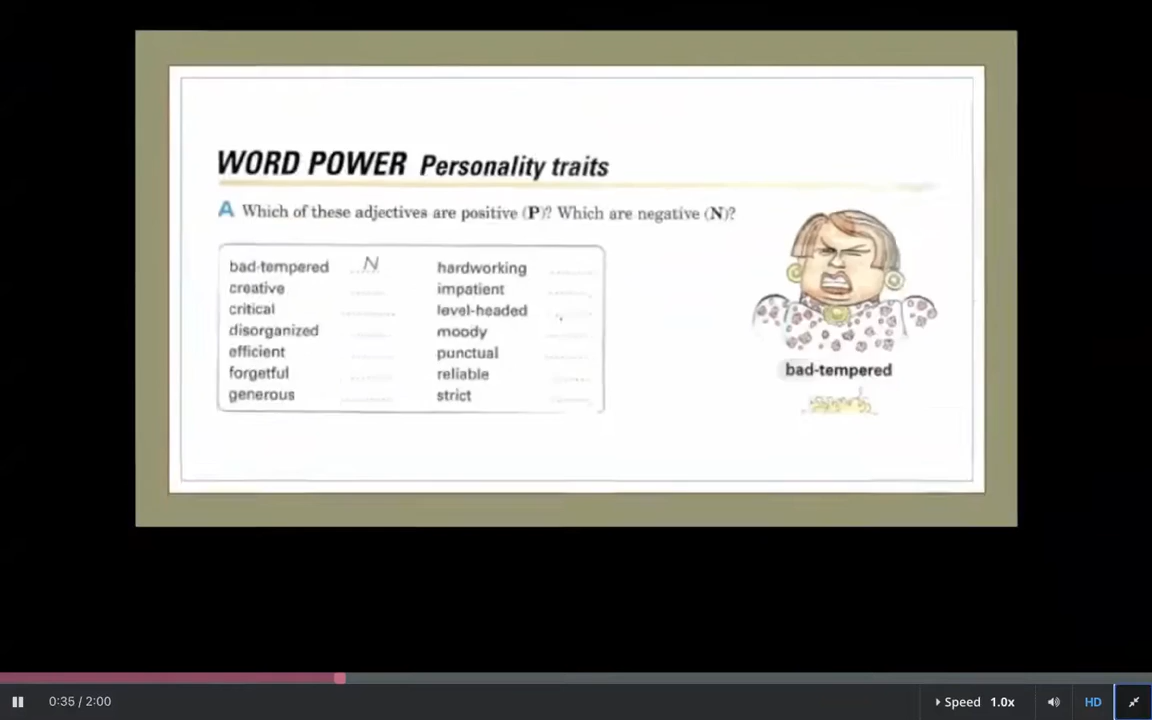 WORD POWER Personality traits
A Which of these adjectives are positive (P)? Which are negative (N)?
bad-tempered N
creative
critical
disorganized
efficient
forgetful
generous
hardworking
impatient
level-headed
moody
punctual
reliable
strict
bad-tempered
0:35 / 2:00
Speed 1.0x
HD